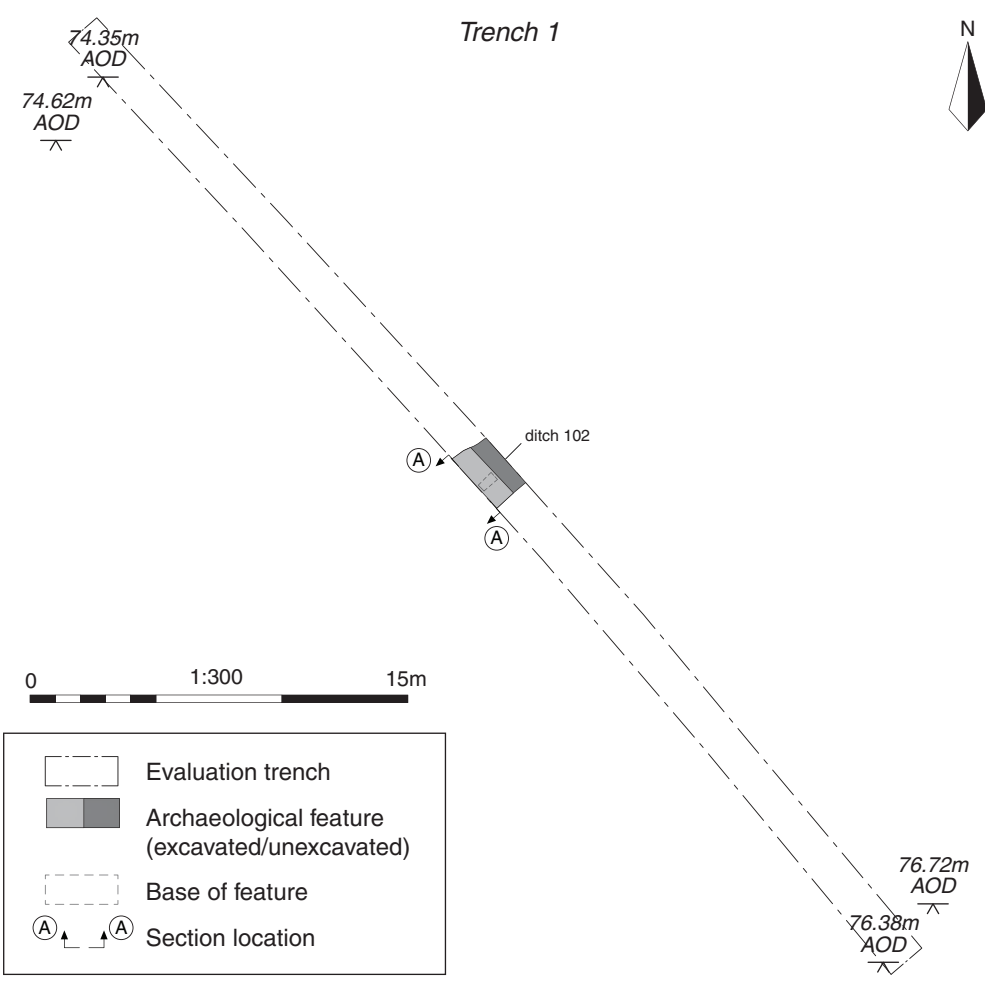 Trench 1
N
74.35m
AOD
74.62m
AOD
ditch 102
A
A
0 1:300 15m
76.72m
AOD
76.38m
AOD
Evaluation trench
Archaeological feature
(excavated/unexcavated)
Base of feature
A A
Section location